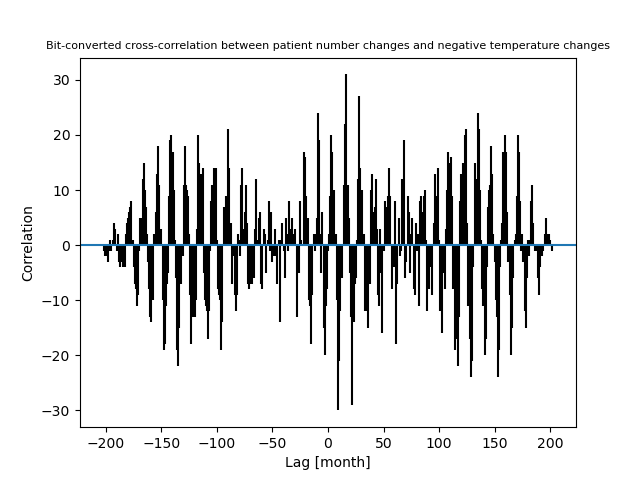 Bit-converted cross-correlation between patient number changes and negative temperature changes
30
20
10
0
−10
−20
−30
Correlation
−200 −150 −100 −50 0 50 100 150 200
Lag [month]